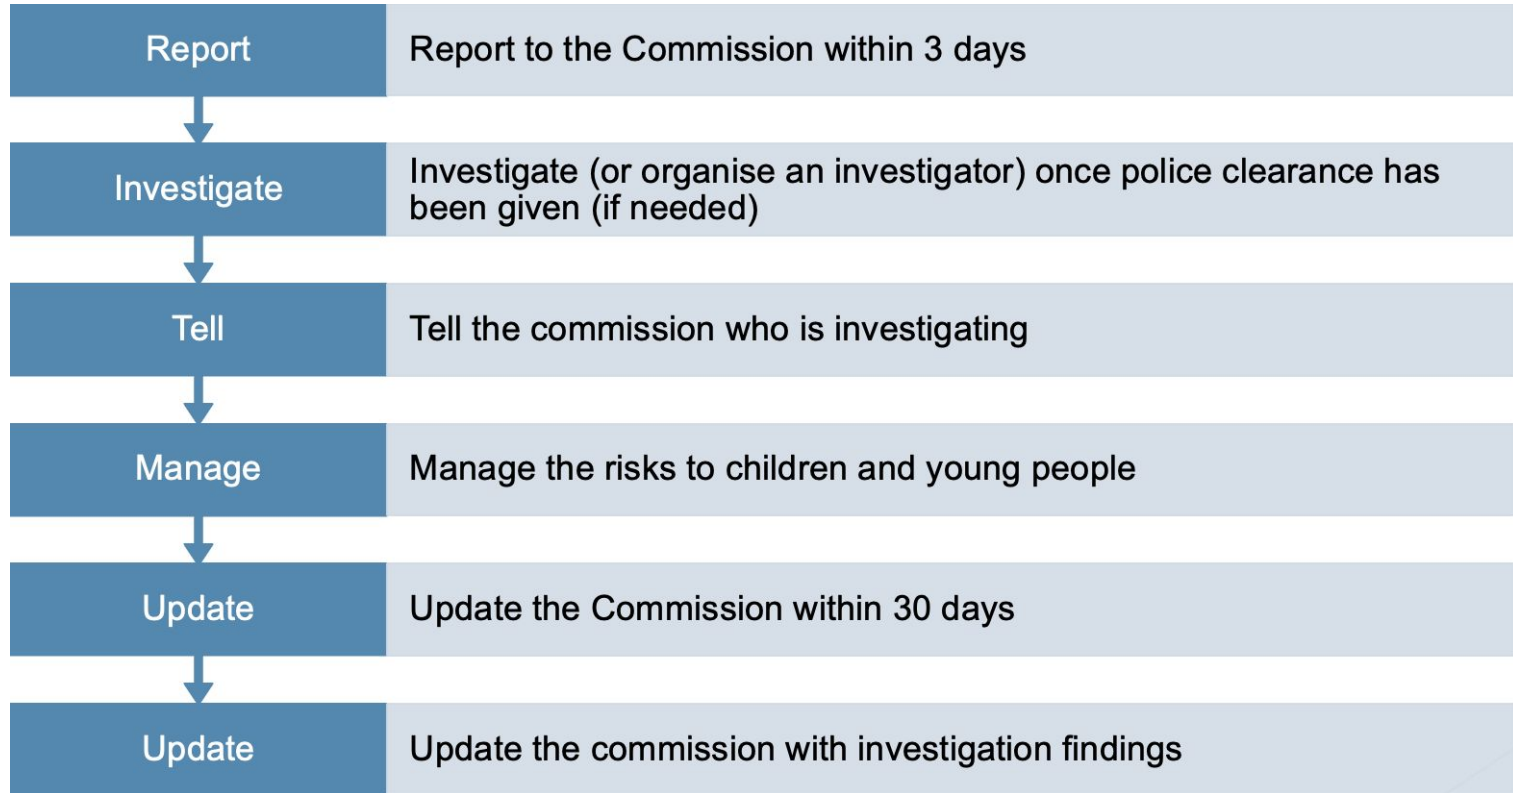 Report
Report to the Commission within 3 days
Investigate
Investigate (or organise an investigator) once police clearance has
been given (if needed)
Tell
Tell the commission who is investigating
Manage
Manage the risks to children and young people
Update
Update the Commission within 30 days
Update
Update the commission with investigation findings